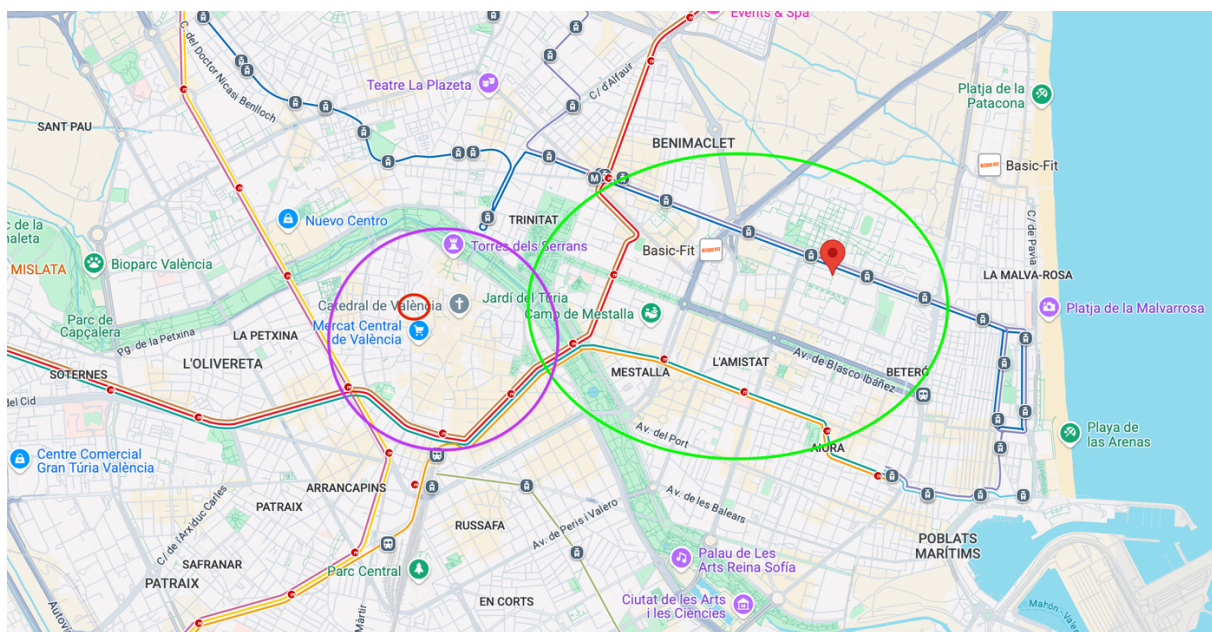 Events & Spa
C. del Doctor Nicasi Benlloch
Teatre La Plazeta
C/ d'Alfauir
Platja de la
Patacona
SANT PAU
BENIMACLET
BASIC-FIT
Basic-Fit
M
Nuevo Centro
TRINITAT
C/ de Pavia
Torres dels Serrans
Basic-Fit
BASIC-FIT
MISLATA
Bioparc València
LA MALVA-ROSA
Catedral de València
Jardí del Túria
Camp de Mestalla
Platja de la Malvarrosa
Parc de
Capçalera
Pg. de la Petxina
LA PETXINA
Mercat Central
de València
L'OLIVERETA
L'AMISTAT
Av. de Blasco Ibáñez
SOTERNES
MESTALLA
BETERÓ
del Cid
Av. del Port
Playa de
las Arenas
AIORA
Centre Comercial
Gran Túria València
ARRANCAPINS
Av. de les Balears
PATRAIX
C/ de l'Arxiduc Carles
RUSSAFA
Av. de Peris i Valero
POBLATS
MARÍTIMS
SAFRANAR
Palau de Les
Arts Reina Sofía
PATRAIX
Parc Central
EN CORTS
Ciutat de les Arts
i les Ciències